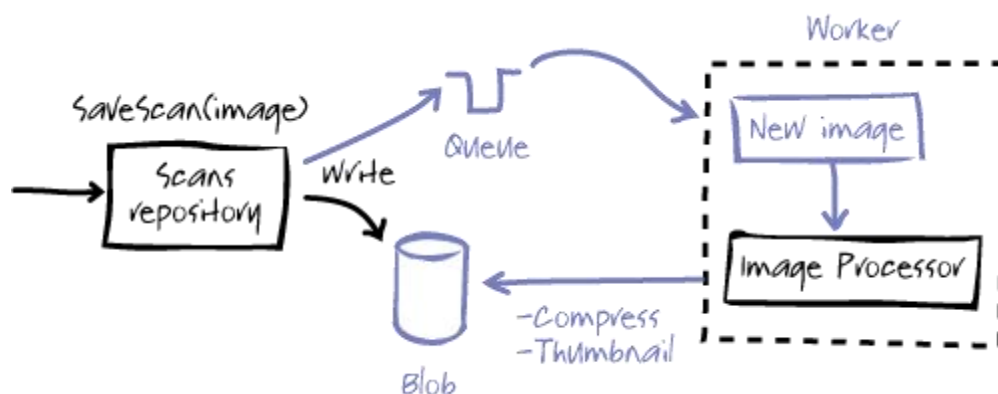 Worker
SaveScan(image)
Scans
repository
Write
Queue
New image
Image Processor
-Compress
-Thumbnail
Blob